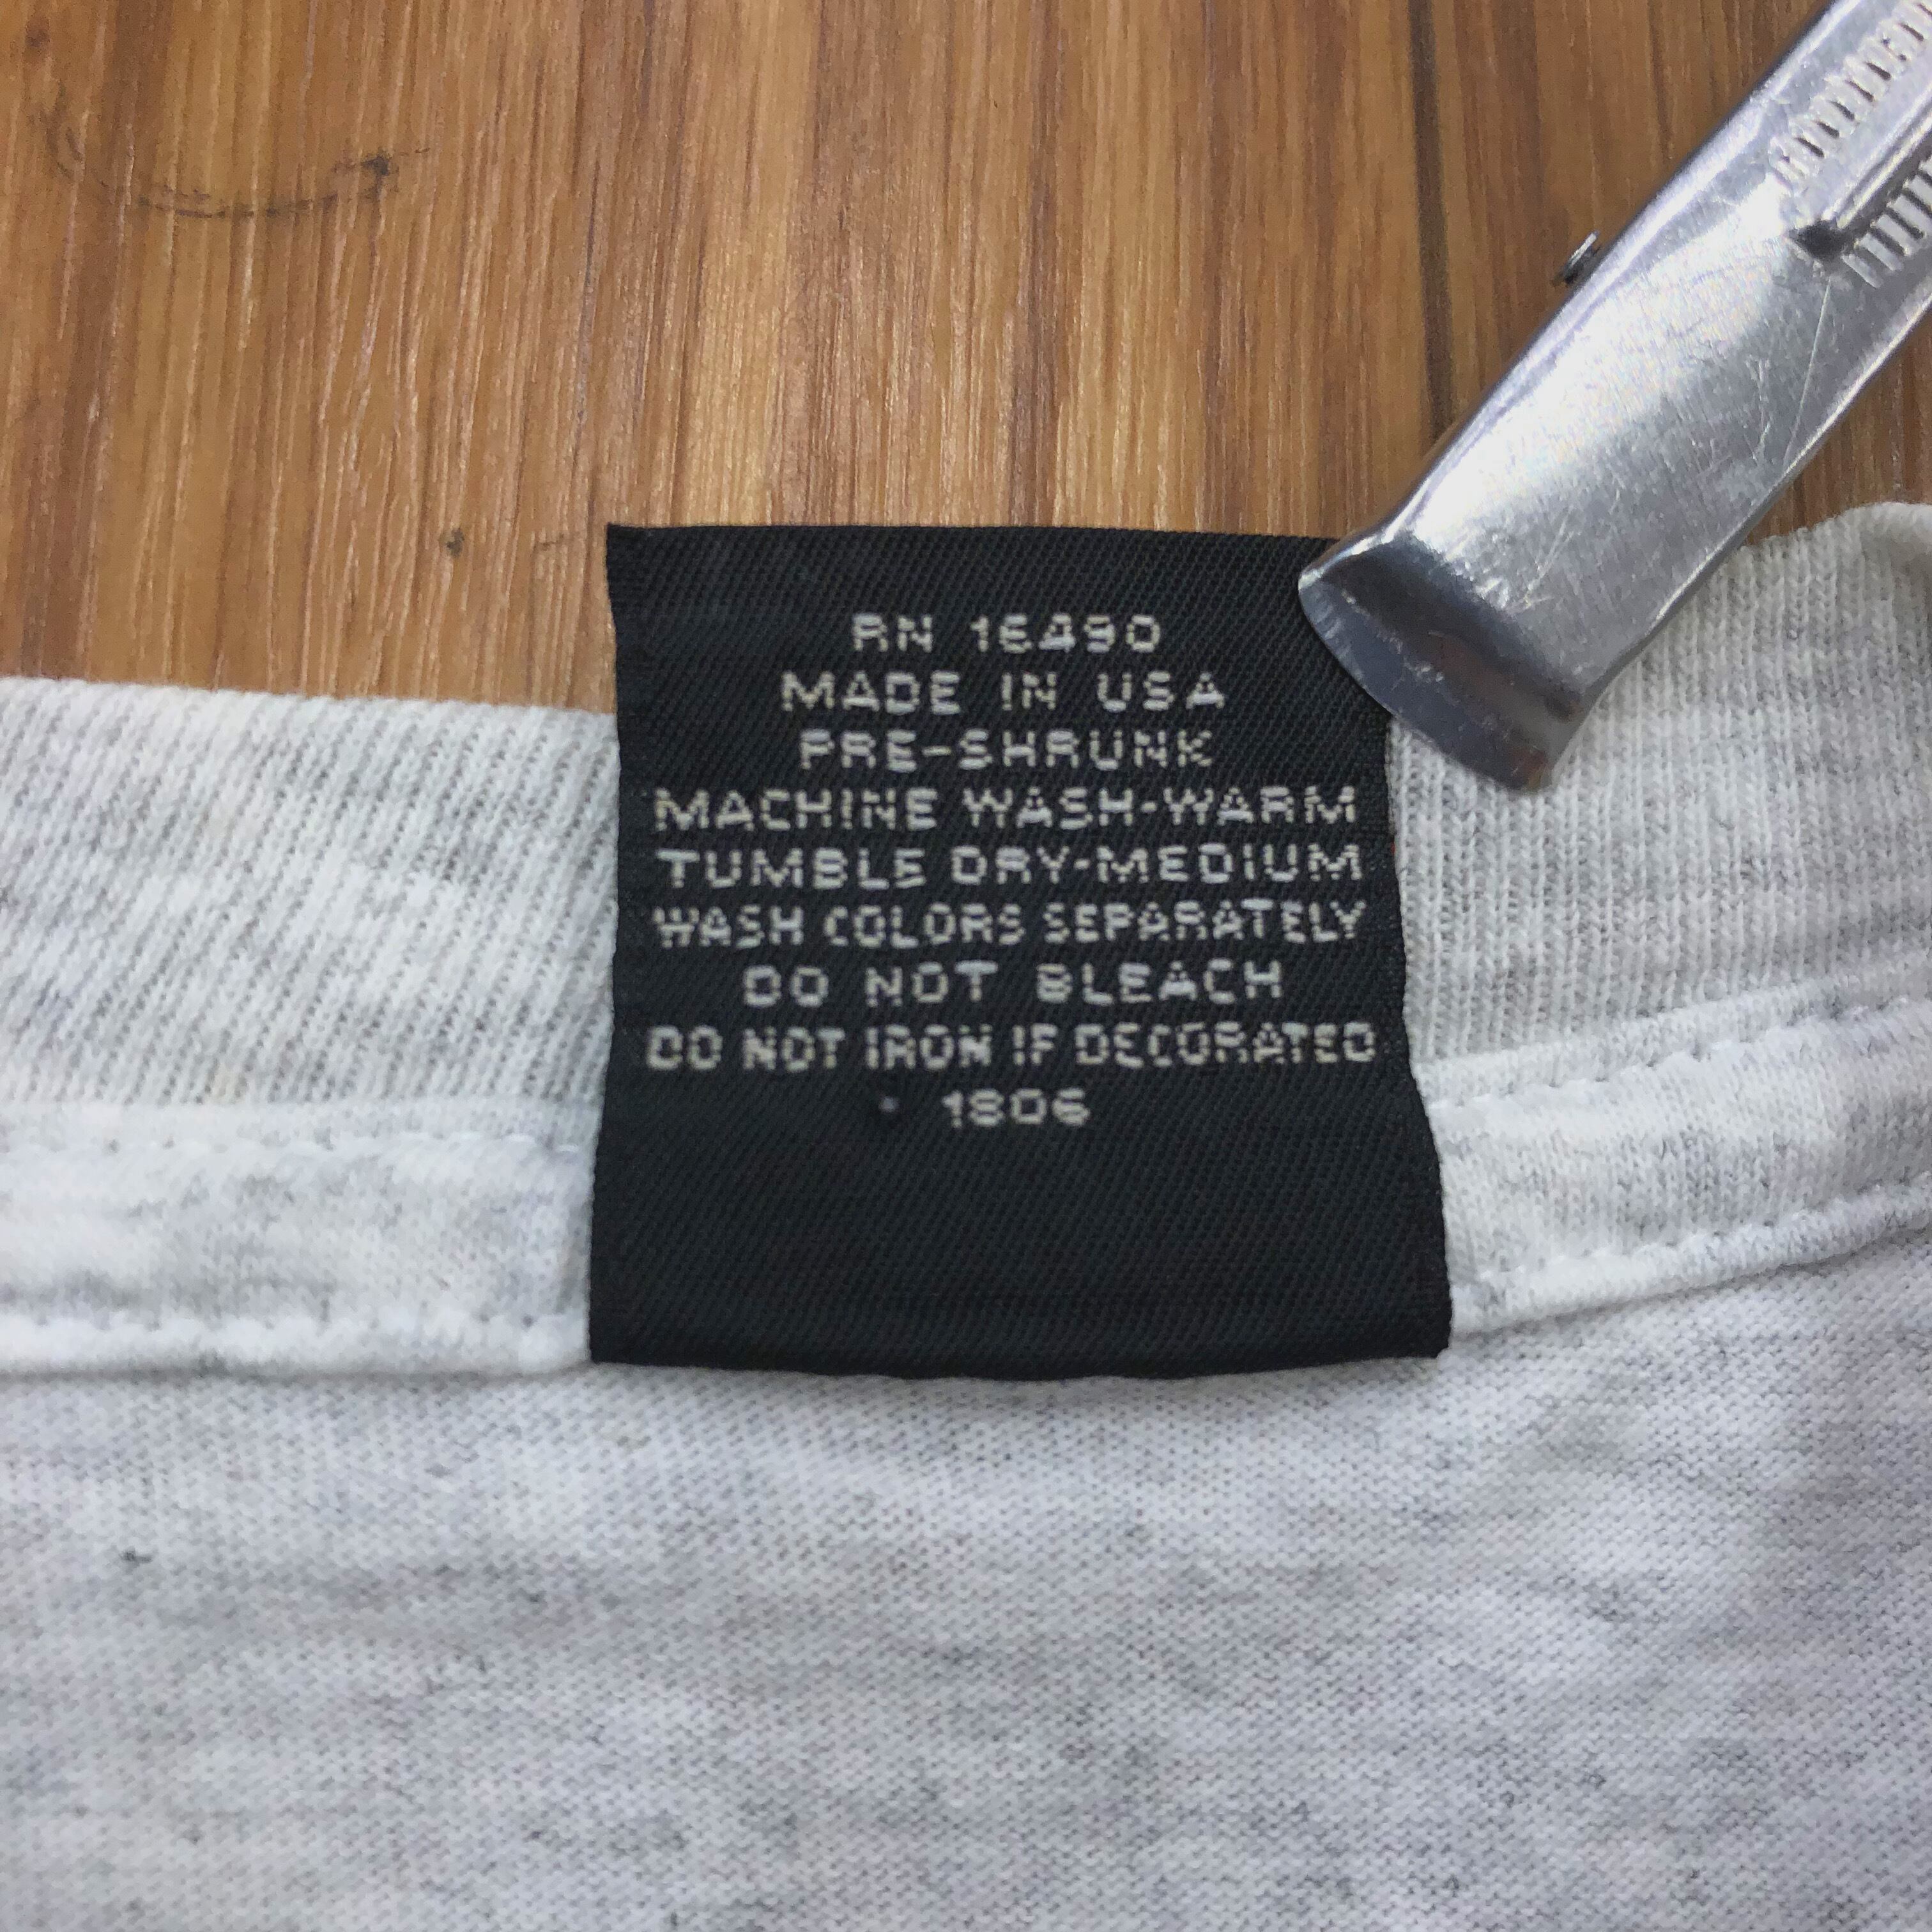 RN 16490
MADE IN USA
PRE-SHRUNK
MACHINE WASH-WARM
TUMBLE DRY-MEDIUM
WASH COLORS SEPARATELY
DO NOT BLEACH
DO NOT IRON IF DECORATED
1806